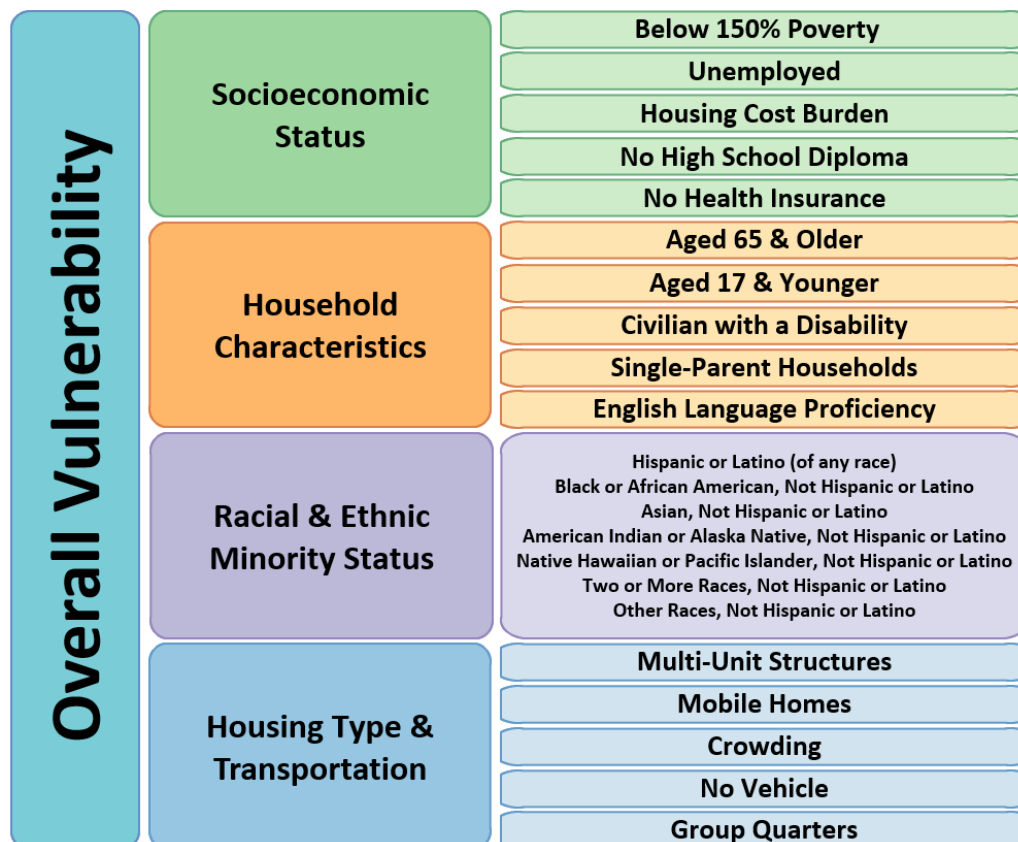 Overall Vulnerability
Socioeconomic
Status
Below 150% Poverty
Unemployed
Housing Cost Burden
No High School Diploma
No Health Insurance
Household
Characteristics
Aged 65 & Older
Aged 17 & Younger
Civilian with a Disability
Single-Parent Households
English Language Proficiency
Racial & Ethnic
Minority Status
Hispanic or Latino (of any race)
Black or African American, Not Hispanic or Latino
Asian, Not Hispanic or Latino
American Indian or Alaska Native, Not Hispanic or Latino
Native Hawaiian or Pacific Islander, Not Hispanic or Latino
Two or More Races, Not Hispanic or Latino
Other Races, Not Hispanic or Latino
Housing Type &
Transportation
Multi-Unit Structures
Mobile Homes
Crowding
No Vehicle
Group Quarters